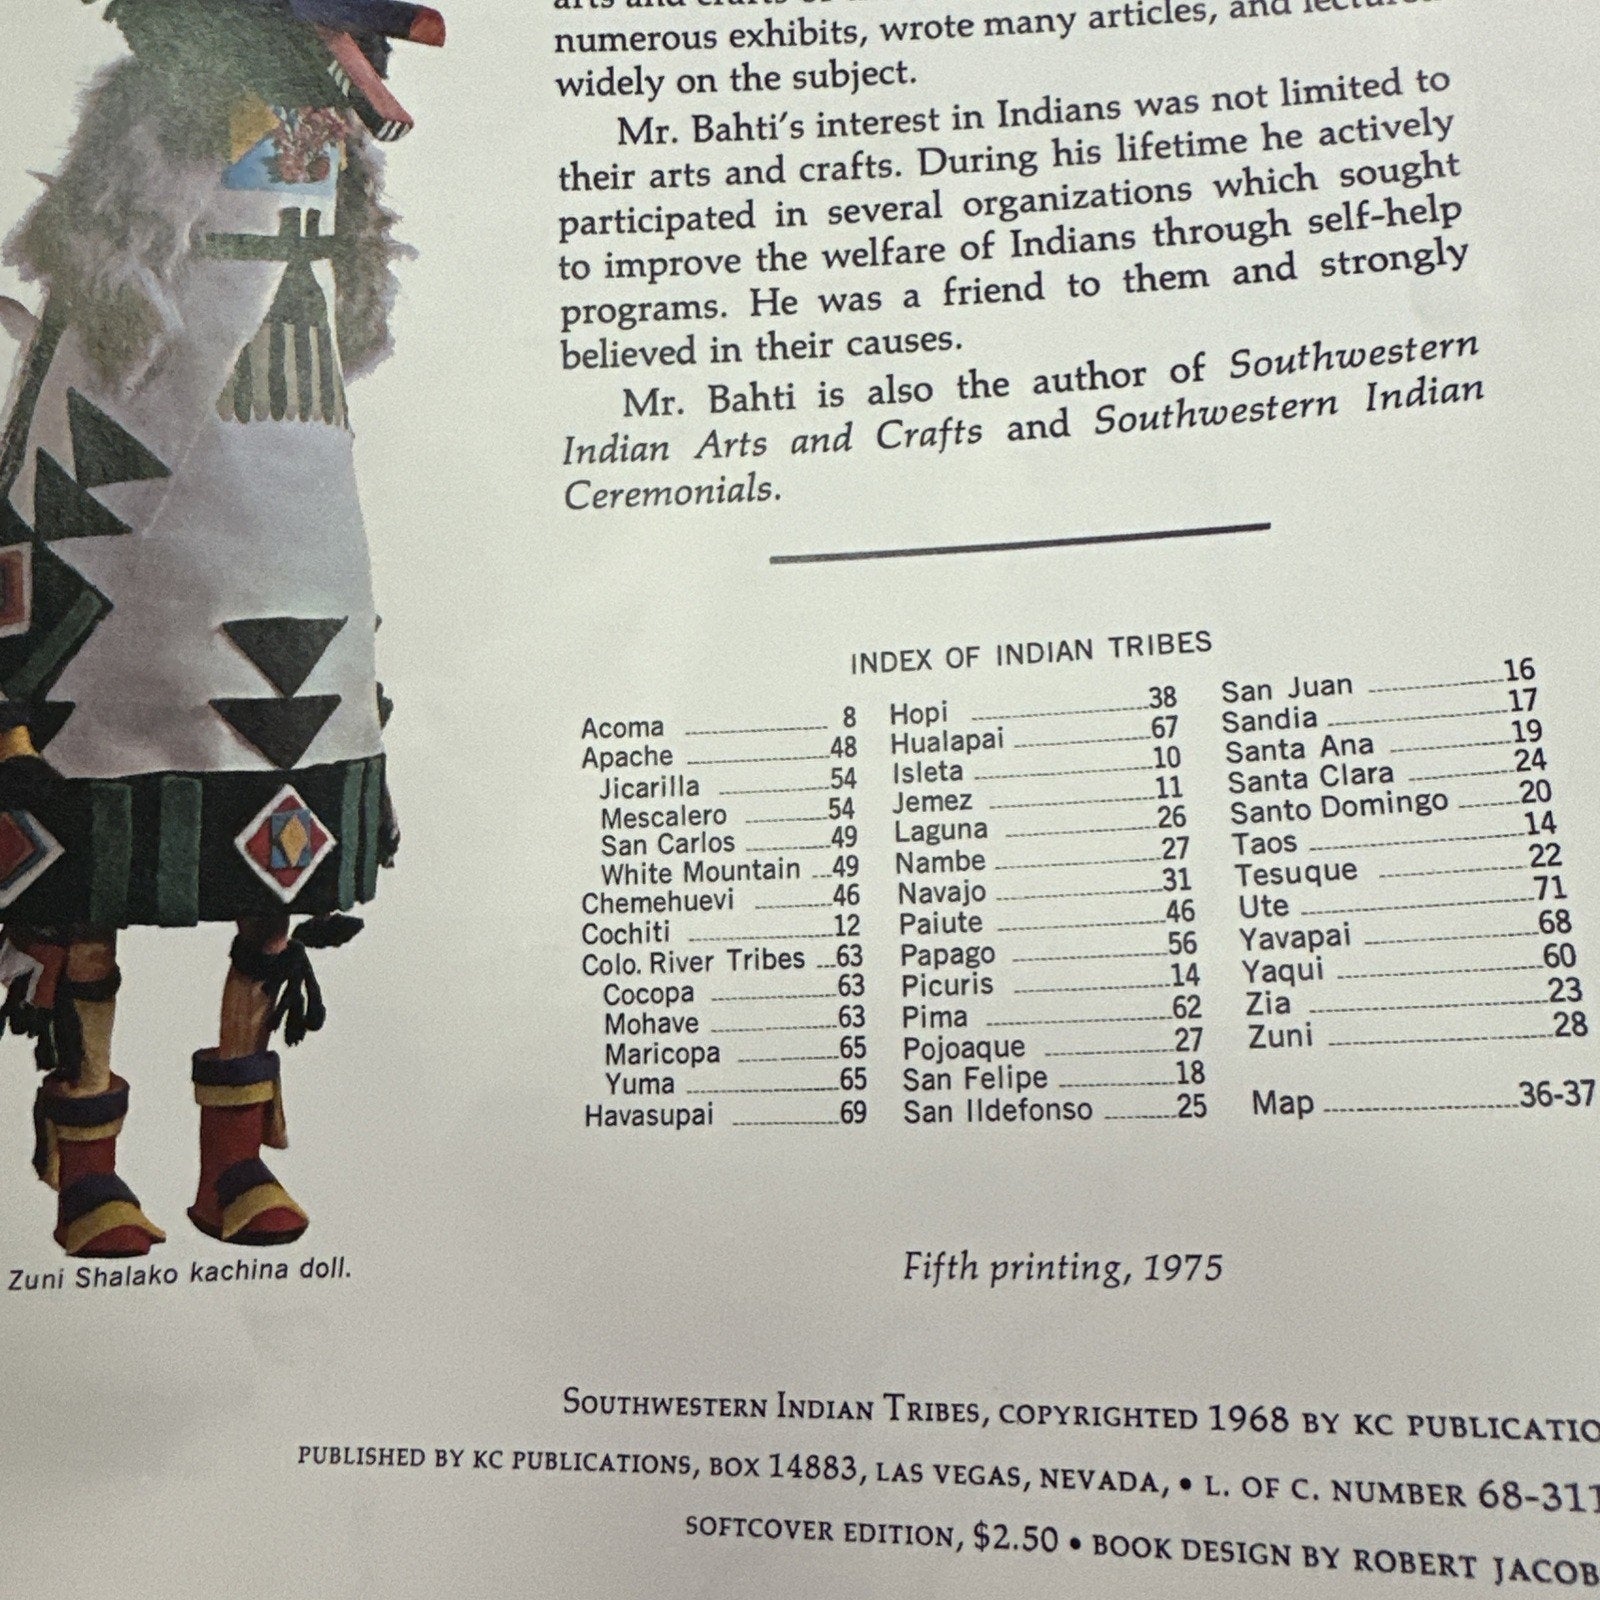 numerous exhibits, wrote many articles, and
widely on the subject.
Mr. Bahti's interest in Indians was not limited to
their arts and crafts. During his lifetime he actively
participated in several organizations which sought
to improve the welfare of Indians through self-help
programs. He was a friend to them and strongly
believed in their causes.
Mr. Bahti is also the author of Southwestern
Indian Arts and Crafts and Southwestern Indian
Ceremonials.
INDEX OF INDIAN TRIBES
Acoma 8
Apache 48
Jicarilla 54
Mescalero 54
San Carlos 49
White Mountain 49
Chemehuevi 46
Cochiti 12
Colo. River Tribes 63
Cocopa 63
Mohave 63
Maricopa 65
Yuma 65
Havasupai 69
Hopi 38
Hualapai 67
Isleta 10
Jemez 11
Laguna 26
Nambe 27
Navajo 31
Paiute 46
Papago 56
Picuris 14
Pima 62
Pojoaque 27
San Felipe 18
San Ildefonso 25
San Juan 16
Sandia 17
Santa Ana 19
Santa Clara 24
Santo Domingo 20
Taos 14
Tesuque 22
Ute 71
Yavapai 68
Yaqui 60
Zia 23
Zuni 28
Map 36-37
Zuni Shalako kachina doll.
Fifth printing, 1975
SOUTHWESTERN INDIAN TRIBES, COPYRIGHTED 1968 BY KC PUBLICATIO
PUBLISHED BY KC PUBLICATIONS, BOX 14883, LAS VEGAS, NEVADA, • L. OF C. NUMBER 68-311
SOFTCOVER EDITION, $2.50 • BOOK DESIGN BY ROBERT JACOB